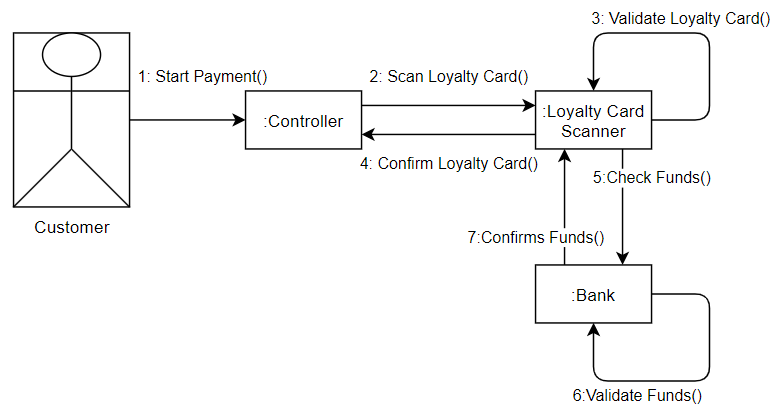 3: Validate Loyalty Card()
1: Start Payment()
2: Scan Loyalty Card()
:Controller
:Loyalty Card
Scanner
4: Confirm Loyalty Card()
5:Check Funds()
Customer
7:Confirms Funds()
:Bank
6:Validate Funds()